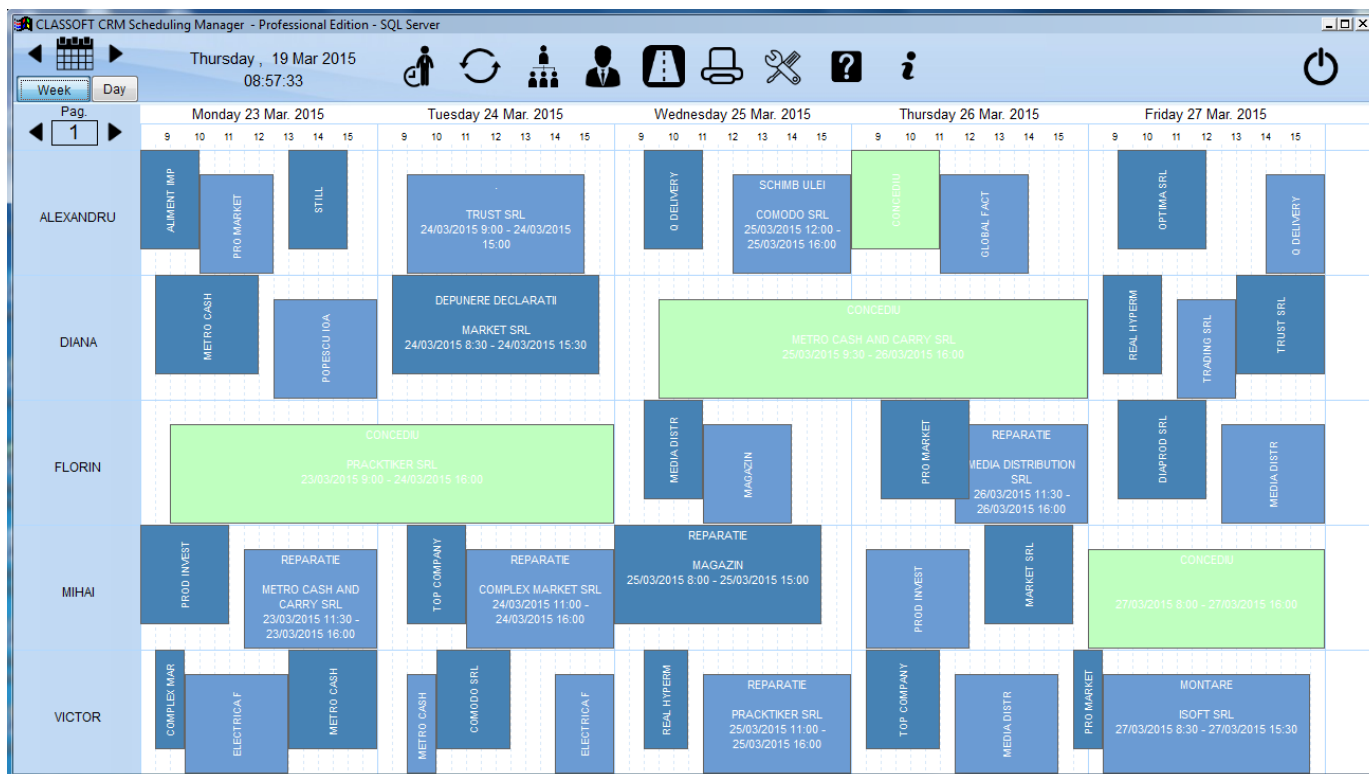 CLASSOFT CRM Scheduling Manager - Professional Edition - SQL Server
Thursday , 19 Mar 2015
08:57:33
Week Day
Pag.
1
Monday 23 Mar. 2015 Tuesday 24 Mar. 2015 Wednesday 25 Mar. 2015 Thursday 26 Mar. 2015 Friday 27 Mar. 2015
9 10 11 12 13 14 15 9 10 11 12 13 14 15 9 10 11 12 13 14 15 9 10 11 12 13 14 15 9 10 11 12 13 14 15
ALEXANDRU
ALIMENT IMP
PRO MARKET
STILL
.
TRUST SRL
24/03/2015 9:00 - 24/03/2015
15:00
Q DELIVERY
SCHIMB ULEI
COMODO SRL
25/03/2015 12:00 -
25/03/2015 16:00
CONCEDIU
GLOBAL FACT
OPTIMA SRL
Q DELIVERY
DIANA
METRO CASH
POPESCU IOA
DEPUNERE DECLARATII
MARKET SRL
24/03/2015 8:30 - 24/03/2015 15:30
CONCEDIU
METRO CASH AND CARRY SRL
25/03/2015 9:30 - 26/03/2015 16:00
REAL HYPERM
TRADING SRL
TRUST SRL
FLORIN
CONCEDIU
PRACKTIKER SRL
23/03/2015 9:00 - 24/03/2015 16:00
MEDIA DISTR
MAGAZIN
PRO MARKET
REPARATIE
MEDIA DISTRIBUTION
SRL
26/03/2015 11:30 -
26/03/2015 16:00
DIAPROD SRL
MEDIA DISTR
MIHAI
PROD INVEST
REPARATIE
METRO CASH AND
CARRY SRL
23/03/2015 11:30 -
23/03/2015 16:00
TOP COMPANY
REPARATIE
COMPLEX MARKET SRL
24/03/2015 11:00 -
24/03/2015 16:00
REPARATIE
MAGAZIN
25/03/2015 8:00 - 25/03/2015 15:00
PROD INVEST
MARKET SRL
CONCEDIU
27/03/2015 8:00 - 27/03/2015 16:00
VICTOR
COMPLEX MAR
ELECTRICA F
METRO CASH
METRO CASH
COMODO SRL
ELECTRICA F
REAL HYPERM
REPARATIE
PRACKTIKER SRL
25/03/2015 11:00 -
25/03/2015 16:00
TOP COMPANY
MEDIA DISTR
PRO MARKET
MONTARE
ISOFT SRL
27/03/2015 8:30 - 27/03/2015 15:30